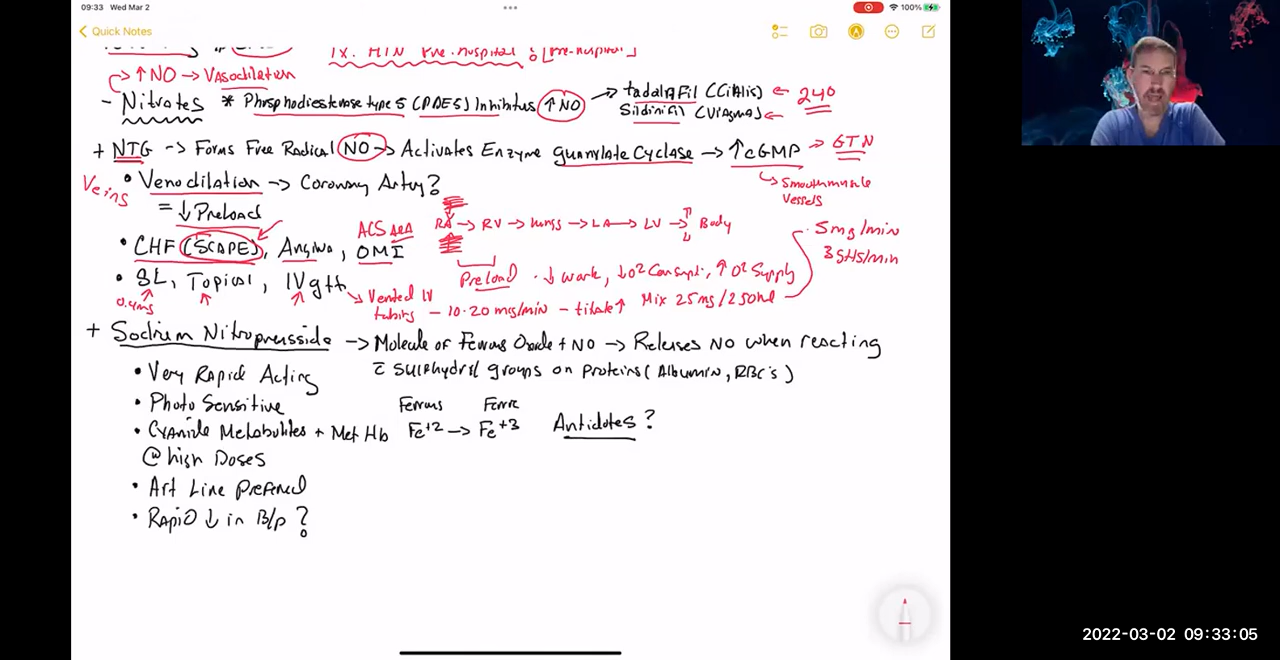 09:33 Wed Mar 2
100%
Quick Notes
Tx. HTN Pre-Hospital
↑NO → Vasodilation
- Nitrates * Phosphodiesterase type 5 (PDE5) Inhibitors ↑NO → tadalafil (Cialis) ← 240
Sildinifil (Viagra) ←
+ NTG → Forms Free Radical NO → Activates Enzyme guanylate Cyclase → ↑cGMP → GTN
Veins
• Venodilation → Coronary Artery?
Smooth muscle
Vessels
= ↓ Preload
ACS AHA RA → RV → lungs → LA → LV → Body
• CHF (SCAPE), Angina, OMI
5mg/min
3gtts/min
Preload • ↓ work, ↓O2 Consumpt., ↑O2 Supply
• SL, Topical, IV gtt
0.4mg
Vented IV
tubing - 10-20 mg/min - titrate↑ Mix 25mg/250ml
+ Sodium Nitroprusside → Molecule of Ferrous Oxide + NO → Releases NO when reacting
c̄ sulphydril groups on proteins (Albumin, RBC's)
• Very Rapid Acting
• Photo Sensitive
Ferrous Ferric
• Cyanide Metabolites + Met Hb Fe+2 → Fe+3 Antidotes?
@ high Doses
• Art Line Preferred
• Rapid ↓ in B/p?
2022-03-02 09:33:05